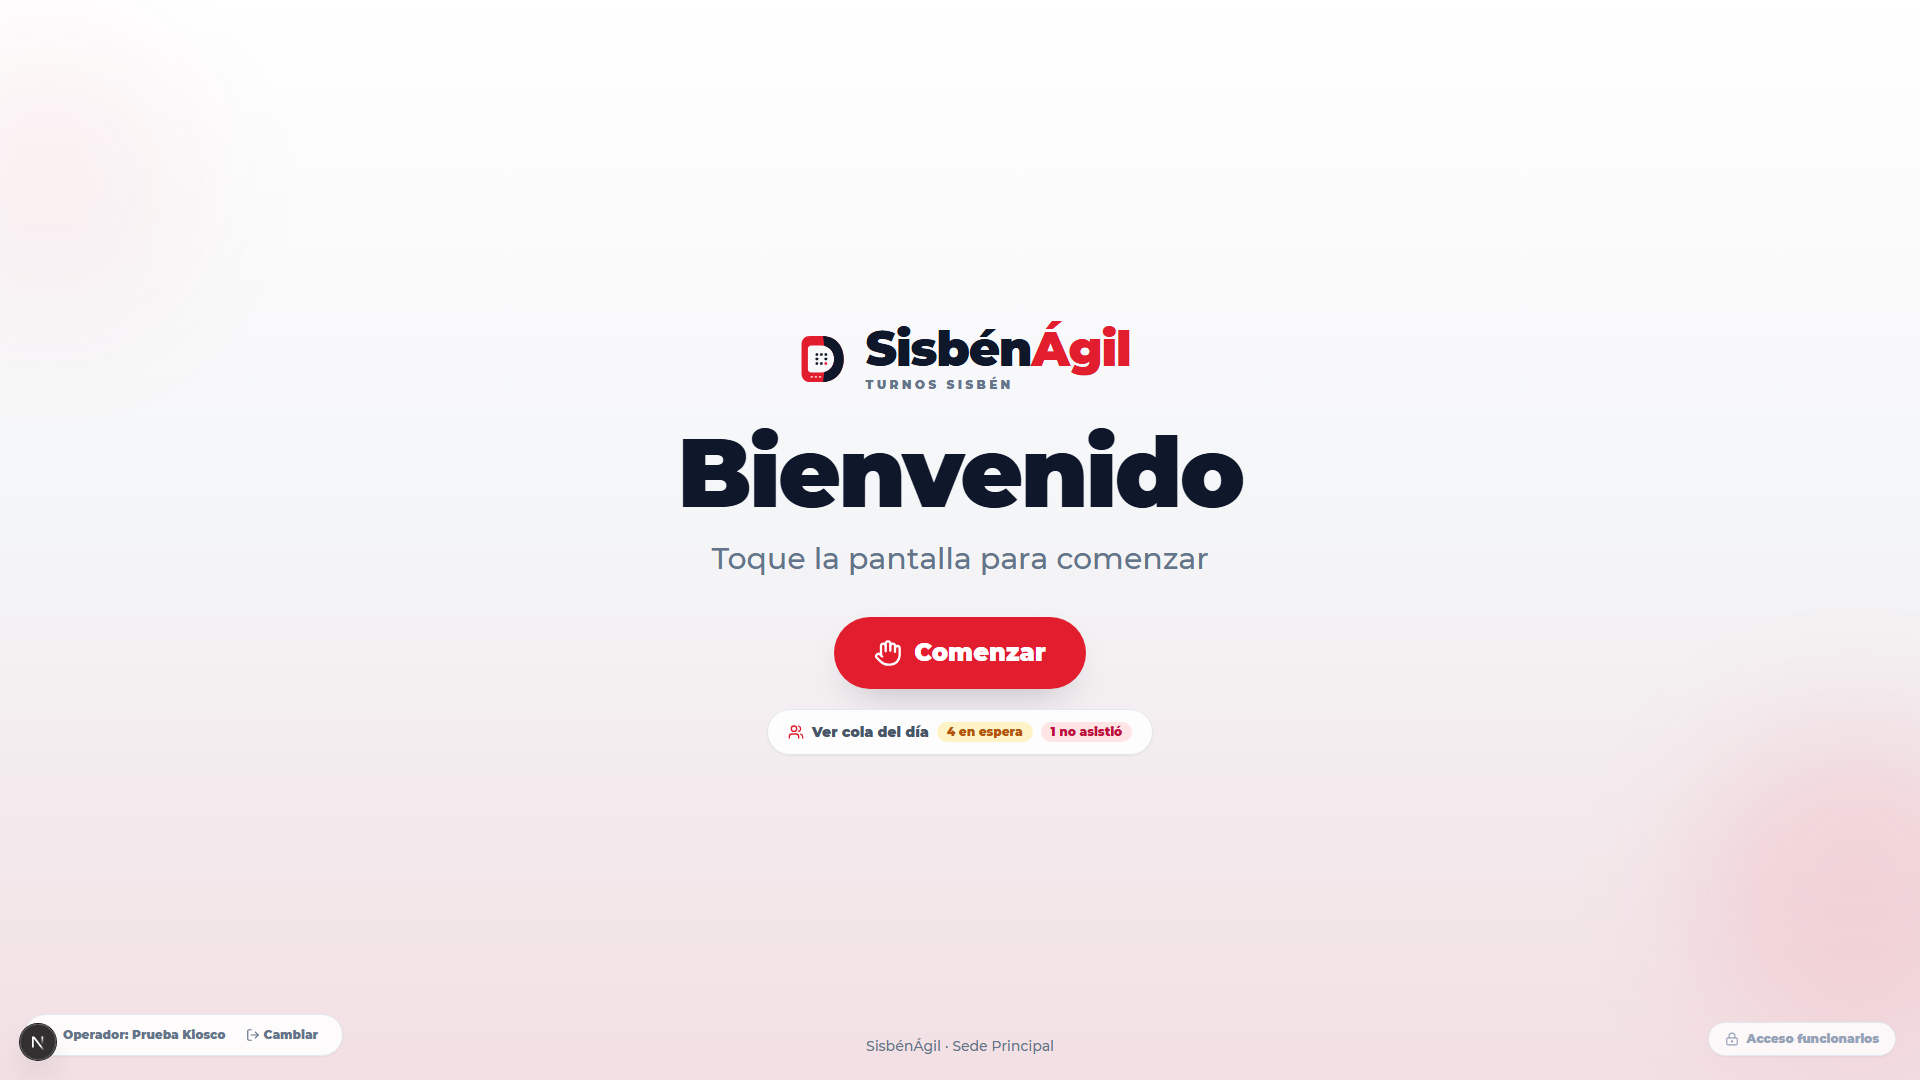 SisbénÁgil
TURNOS SISBÉN
Bienvenido
Toque la pantalla para comenzar
Comenzar
Ver cola del día 4 en espera 1 no asistió
N Operador: Prueba Kiosco Cambiar
SisbénÁgil · Sede Principal
Acceso funcionarios